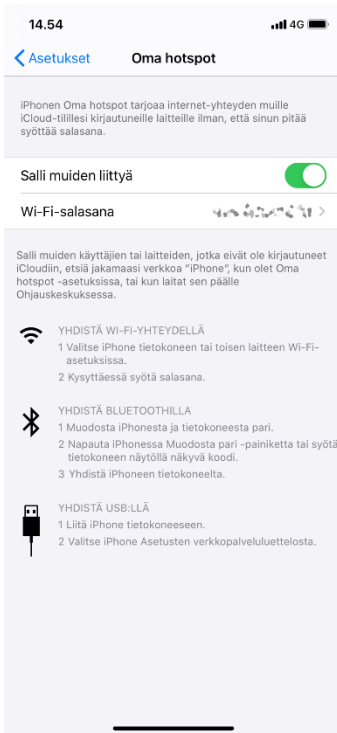 14.54
4G
Asetukset
Oma hotspot
iPhonen Oma hotspot tarjoaa internet-yhteyden muille
iCloud-tilillesi kirjautuneille laitteille ilman, että sinun pitää
syöttää salasana.
Salli muiden liittyä
Wi-Fi-salasana
Salli muiden käyttäjien tai laitteiden, jotka eivät ole kirjautuneet
iCloudiin, etsiä jakamaasi verkkoa ”iPhone”, kun olet Oma
hotspot -asetuksissa, tai kun laitat sen päälle
Ohjauskeskuksessa.
YHDISTÄ WI-FI-YHTEYDELLÄ
1 Valitse iPhone tietokoneen tai toisen laitteen Wi-Fi-
asetuksissa.
2 Kysyttäessä syötä salasana.
YHDISTÄ BLUETOOTHILLA
1 Muodosta iPhonesta ja tietokoneesta pari.
2 Napauta iPhonessa Muodosta pari -painiketta tai syötä
tietokoneen näytöllä näkyvä koodi.
3 Yhdistä iPhoneen tietokoneelta.
YHDISTÄ USB:LLÄ
1 Liitä iPhone tietokoneeseen.
2 Valitse iPhone Asetusten verkkopalveluluettelosta.